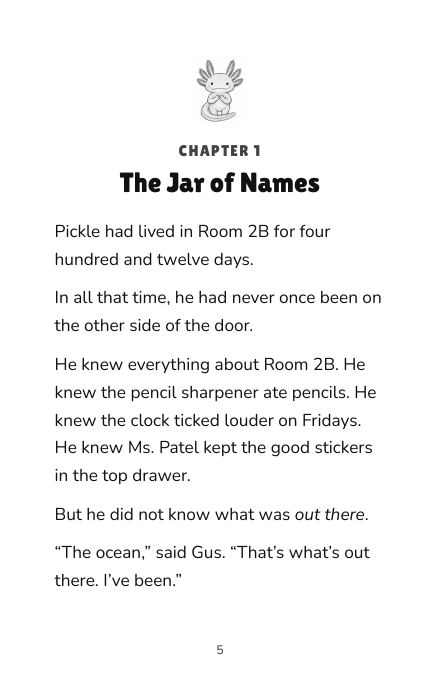 CHAPTER 1
The Jar of Names
Pickle had lived in Room 2B for four
hundred and twelve days.
In all that time, he had never once been on
the other side of the door.
He knew everything about Room 2B. He
knew the pencil sharpener ate pencils. He
knew the clock ticked louder on Fridays.
He knew Ms. Patel kept the good stickers
in the top drawer.
But he did not know what was out there.
“The ocean,” said Gus. “That’s what’s out
there. I’ve been.”
5